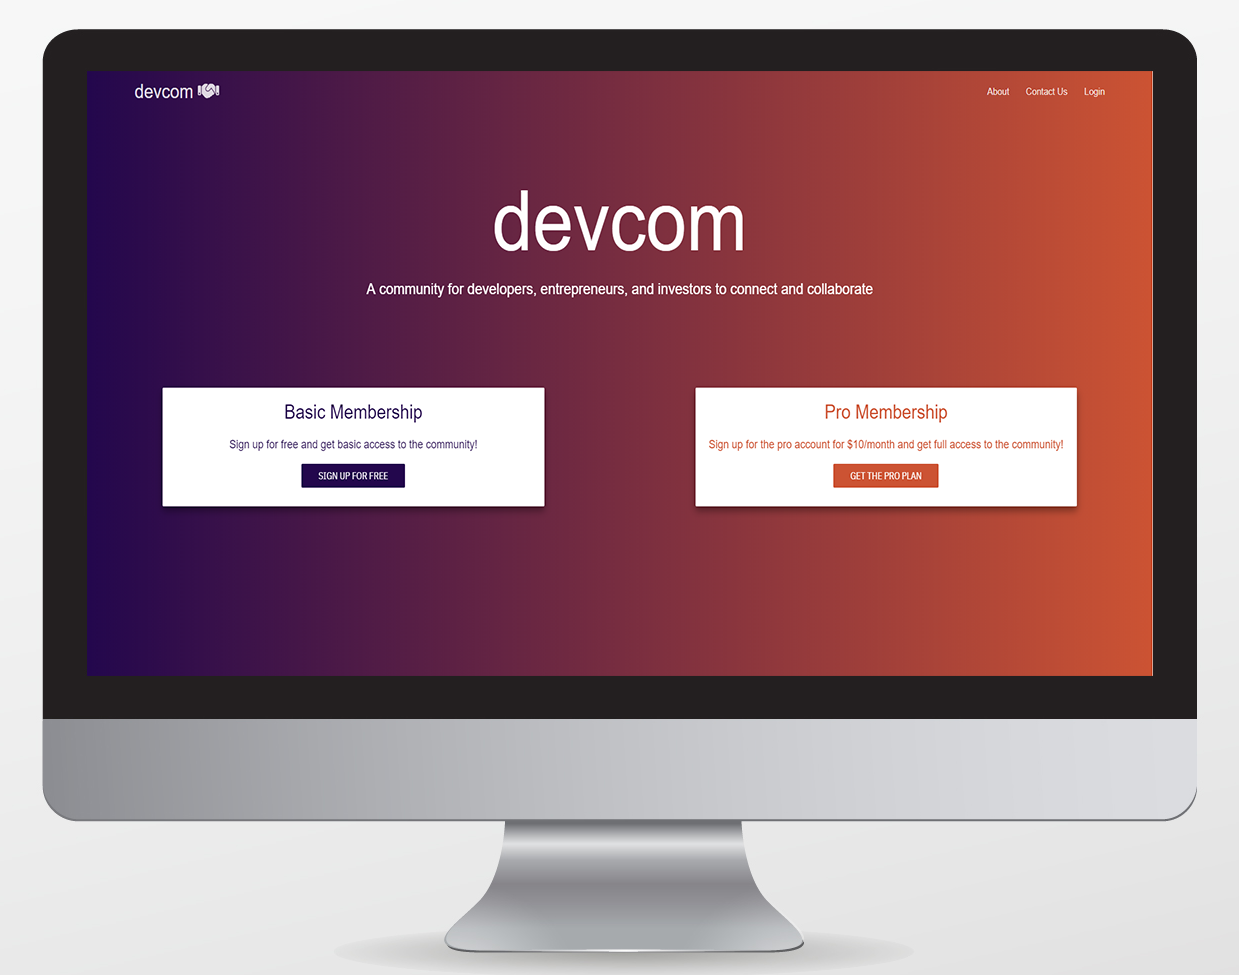 devcom
About Contact Us Login
devcom
A community for developers, entrepreneurs, and investors to connect and collaborate
Basic Membership
Sign up for free and get basic access to the community!
SIGN UP FOR FREE
Pro Membership
Sign up for the pro account for $10/month and get full access to the community!
GET THE PRO PLAN